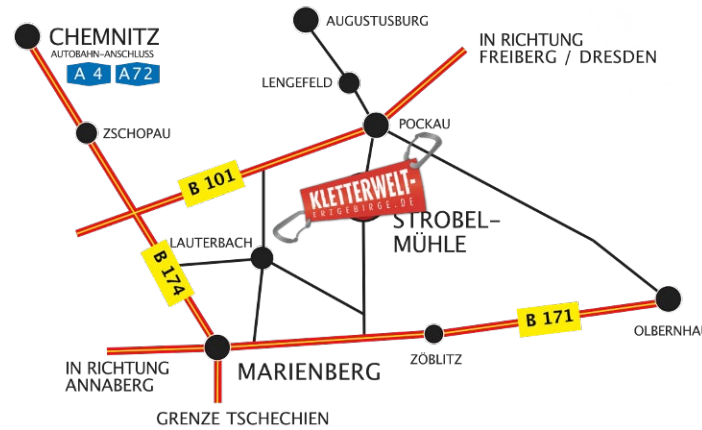 AUGUSTUSBURG
CHEMNITZ
AUTOBAHN-ANSCHLUSS
A 4 A72
IN RICHTUNG
FREIBERG / DRESDEN
LENGEFELD
ZSCHOPAU
POCKAU
B 101
KLETTERWELT-
ERZGEBIRGE.DE
STROBEL-
MÜHLE
LAUTERBACH
B 174
B 171
OLBERNHAU
ZÖBLITZ
IN RICHTUNG
ANNABERG
MARIENBERG
GRENZE TSCHECHIEN